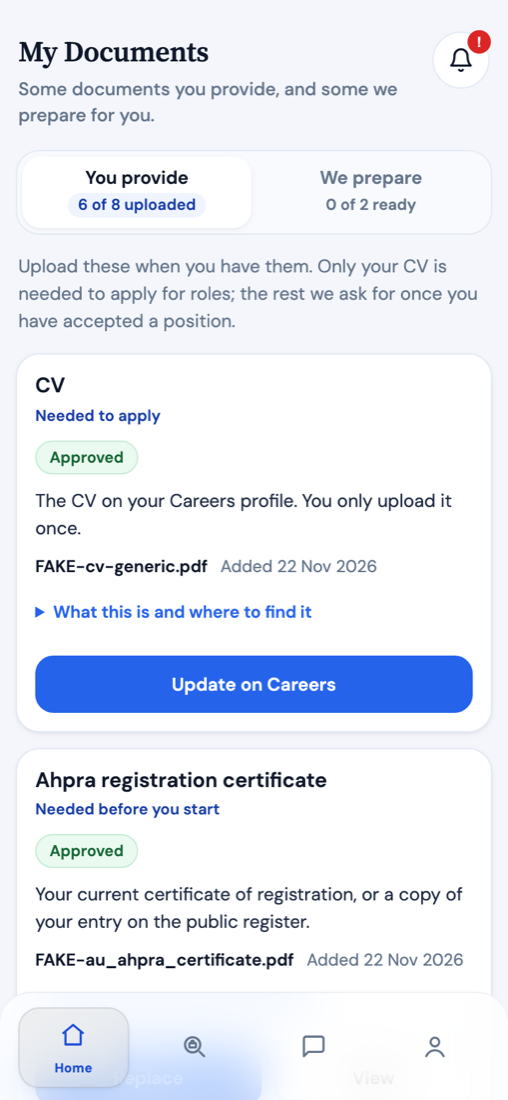 My Documents
!
Some documents you provide, and some we
prepare for you.
You provide
6 of 8 uploaded
We prepare
0 of 2 ready
Upload these when you have them. Only your CV is
needed to apply for roles; the rest we ask for once you
have accepted a position.
CV
Needed to apply
Approved
The CV on your Careers profile. You only upload it
once.
FAKE-cv-generic.pdf Added 22 Nov 2026
▶ What this is and where to find it
Update on Careers
Ahpra registration certificate
Needed before you start
Approved
Your current certificate of registration, or a copy of
your entry on the public register.
FAKE-au_ahpra_certificate.pdf Added 22 Nov 2026
Home
View